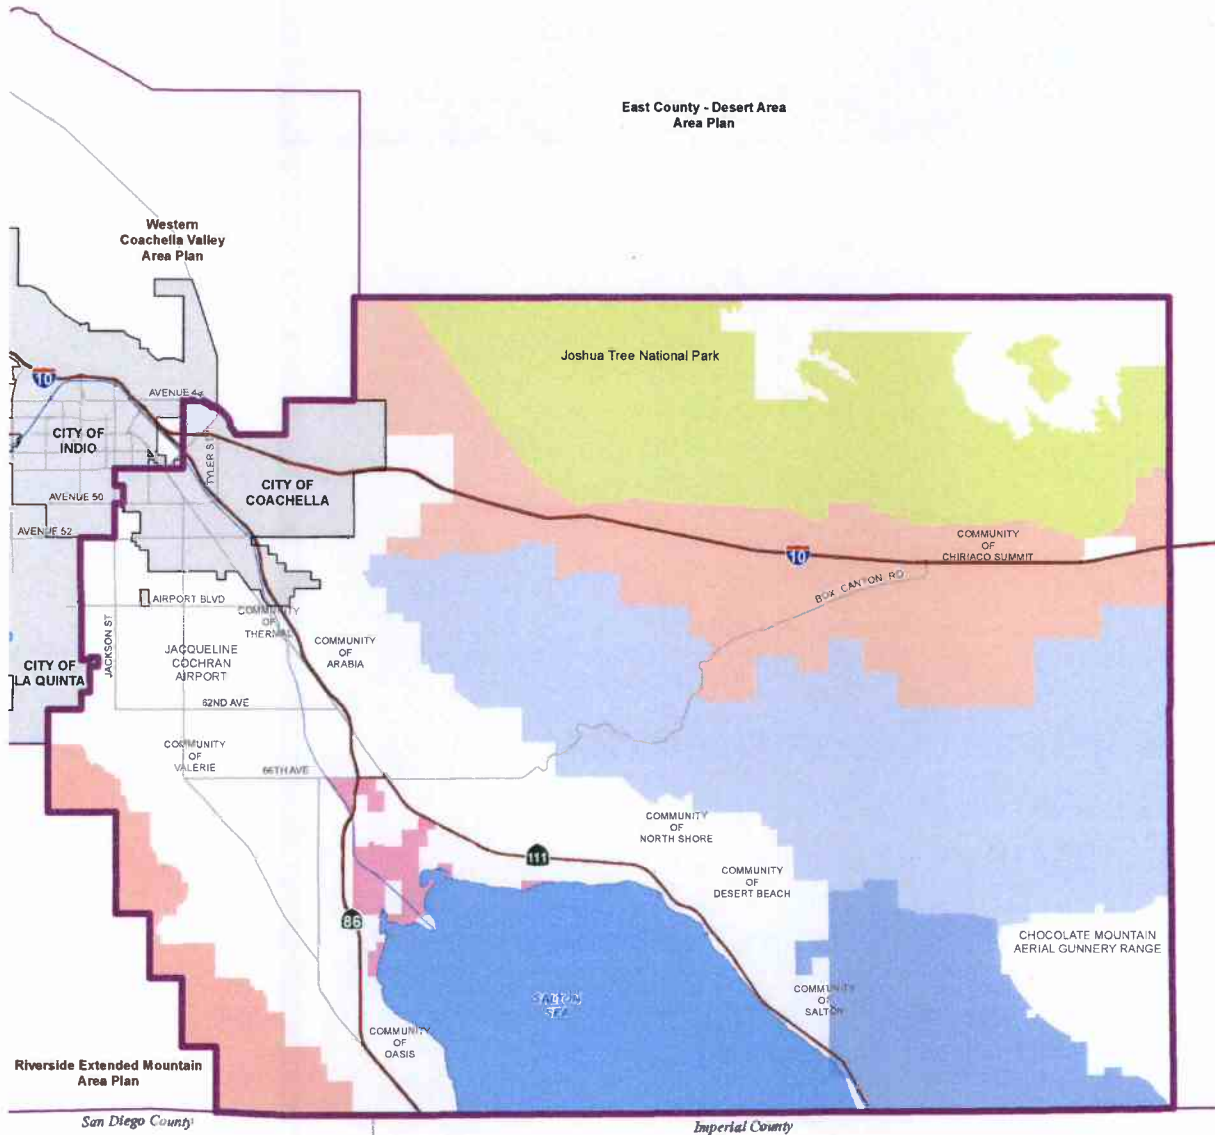 East County - Desert Area
Area Plan
Western
Coachella Valley
Area Plan
Joshua Tree National Park
10
AVENUE 44
CITY OF
INDIO
TYLER ST
CITY OF
COACHELLA
AVENUE 50
AVENUE 52
COMMUNITY
OF
CHIRIACO SUMMIT
10
BOX CANYON RD
AIRPORT BLVD
COMMUNITY
OF
THERMAL
JACKSON ST
COMMUNITY
OF
ARABIA
JACQUELINE
COCHRAN
AIRPORT
CITY OF
LA QUINTA
62ND AVE
COMMUNITY
OF
VALERIE
66TH AVE
COMMUNITY
OF
NORTH SHORE
111
COMMUNITY
OF
DESERT BEACH
86
CHOCOLATE MOUNTAIN
AERIAL GUNNERY RANGE
SALTON
SEA
COMMUNITY
OF
SALTON
COMMUNITY
OF
OASIS
Riverside Extended Mountain
Area Plan
San Diego County
Imperial County